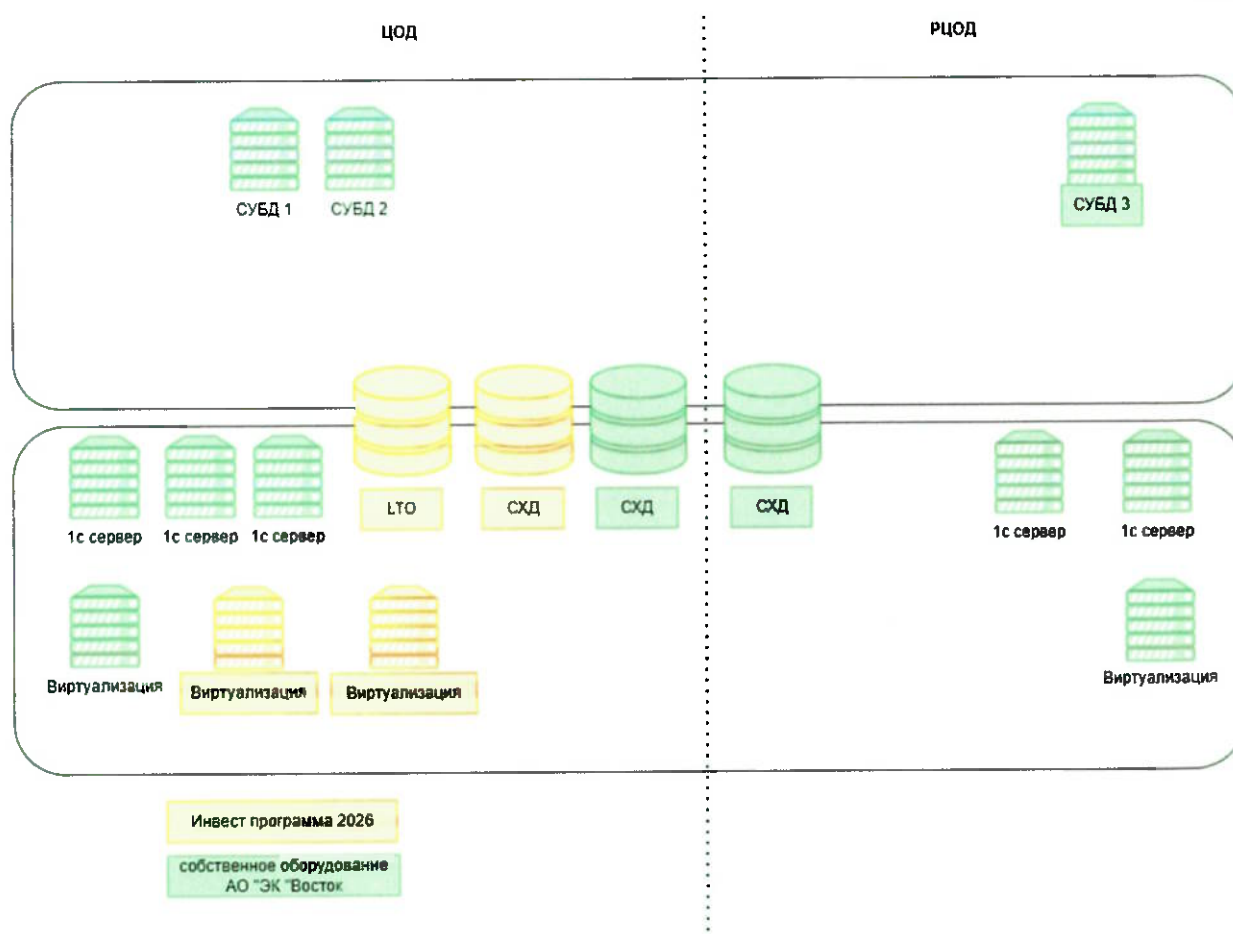 ЦОД
РЦОД
СУБД 1
СУБД 2
СУБД 3
LTO
СХД
СХД
СХД
1с сервер
1с сервер
1с сервер
1с сервер
1с сервер
Виртуализация
Виртуализация
Виртуализация
Виртуализация
Инвест программа 2026
собственное оборудование
АО "ЭК "Восток